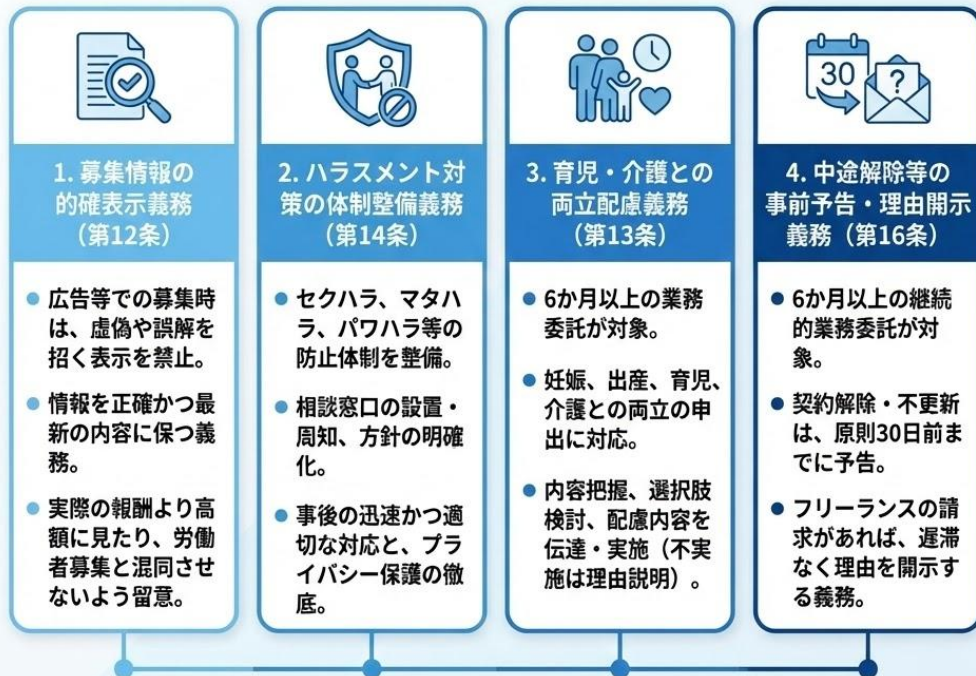 30
?
1. 募集情報の
的確表示義務
(第12条)
広告等での募集時
は、虚偽や誤解を
招く表示を禁止。
情報を正確かつ最
新の内容に保つ義
務。
実際の報酬より高
額に見たり、労働
者募集と混同させ
ないよう留意。
2. ハラスメント対
策の体制整備義務
(第14条)
セクハラ、マタハ
ラ、パワハラ等の
防止体制を整備。
相談窓口の設置・
周知、方針の明確
化。
事後の迅速かつ適
切な対応と、プラ
イバシー保護の徹
底。
3. 育児・介護との
両立配慮義務
(第13条)
6か月以上の業務
委託が対象。
妊娠、出産、育児、
介護との両立の申
出に対応。
内容把握、選択肢
検討、配慮内容を
伝達・実施(不実
施は理由説明)。
4. 中途解除等の
事前予告・理由開示
義務(第16条)
6か月以上の継続
的業務委託が対
象。
契約解除・不更新
は、原則30日前ま
でに予告。
フリーランスの請
求があれば、遅滞
なく理由を開示す
る義務。